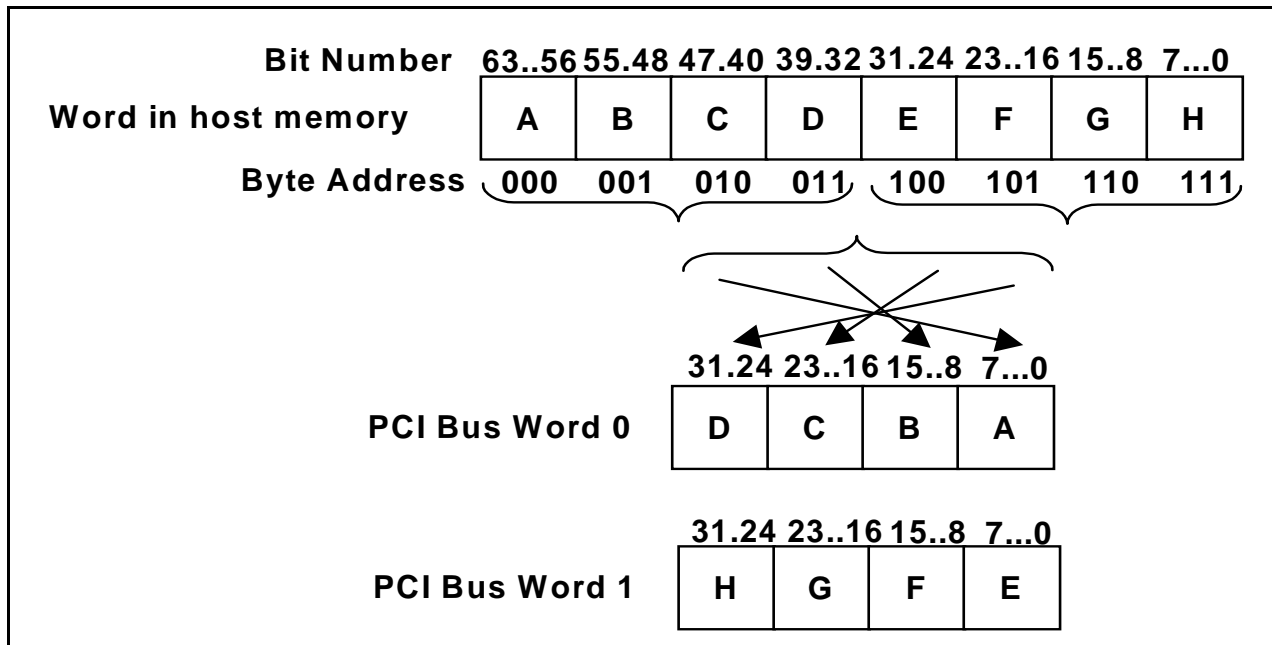 Bit Number 63..56 55.48 47.40 39.32 31.24 23..16 15..8 7...0
Word in host memory A B C D E F G H
Byte Address 000 001 010 011 100 101 110 111
31.24 23..16 15..8 7...0
PCI Bus Word 0 D C B A
31.24 23..16 15..8 7...0
PCI Bus Word 1 H G F E